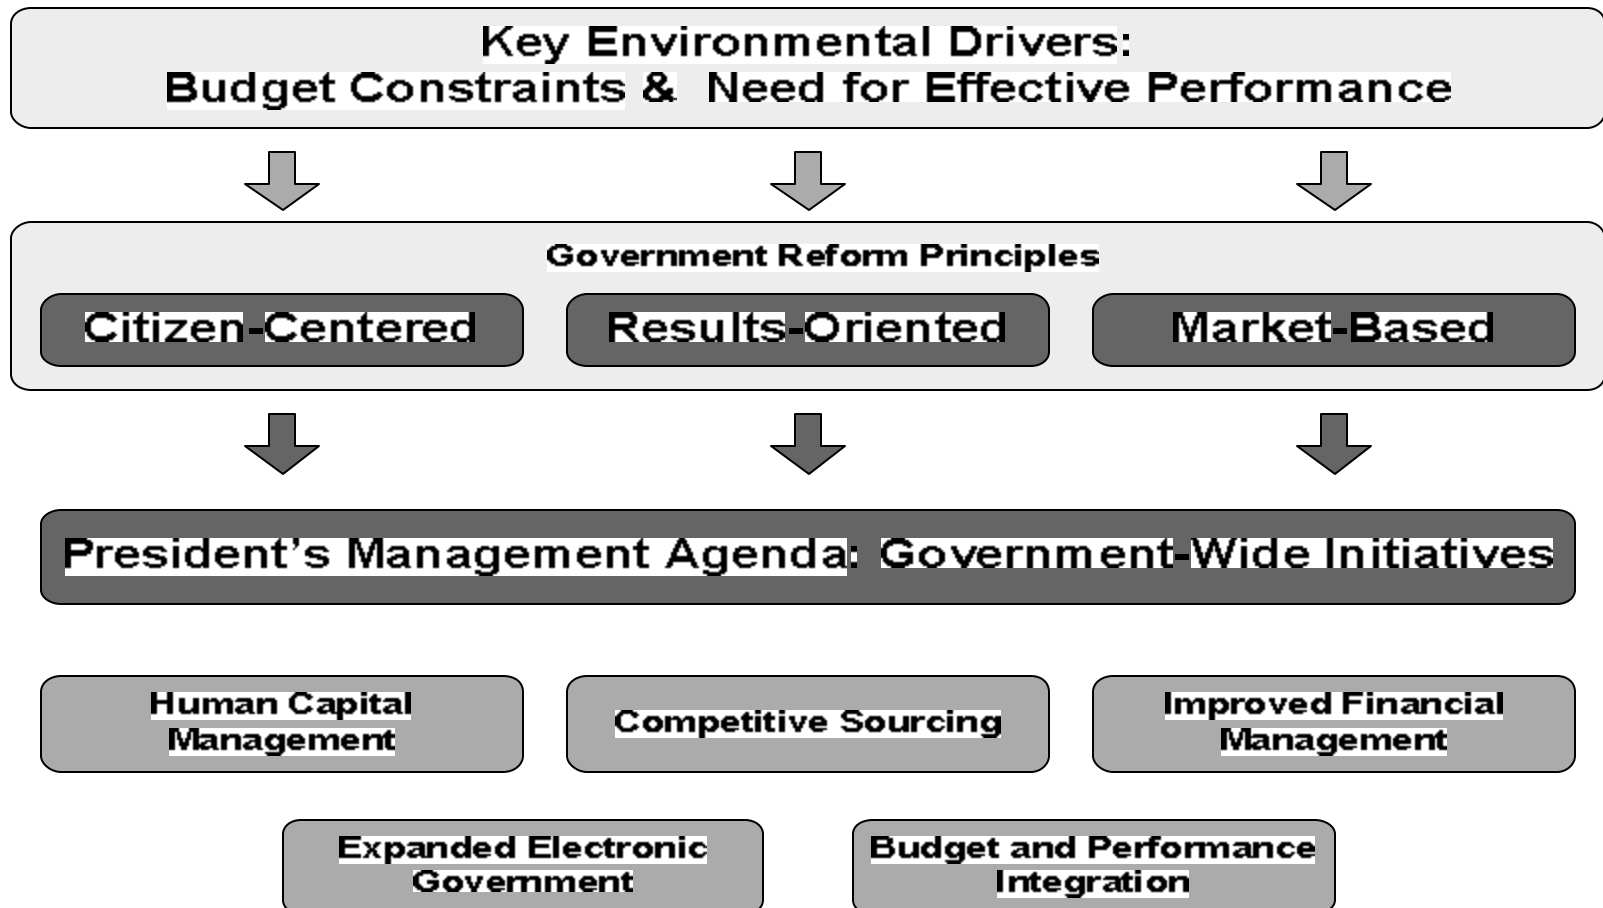 Key Environmental Drivers:
Budget Constraints & Need for Effective Performance
Government Reform Principles
Citizen-Centered
Results-Oriented
Market-Based
President’s Management Agenda: Government-Wide Initiatives
Human Capital
Management
Competitive Sourcing
Improved Financial
Management
Expanded Electronic
Government
Budget and Performance
Integration